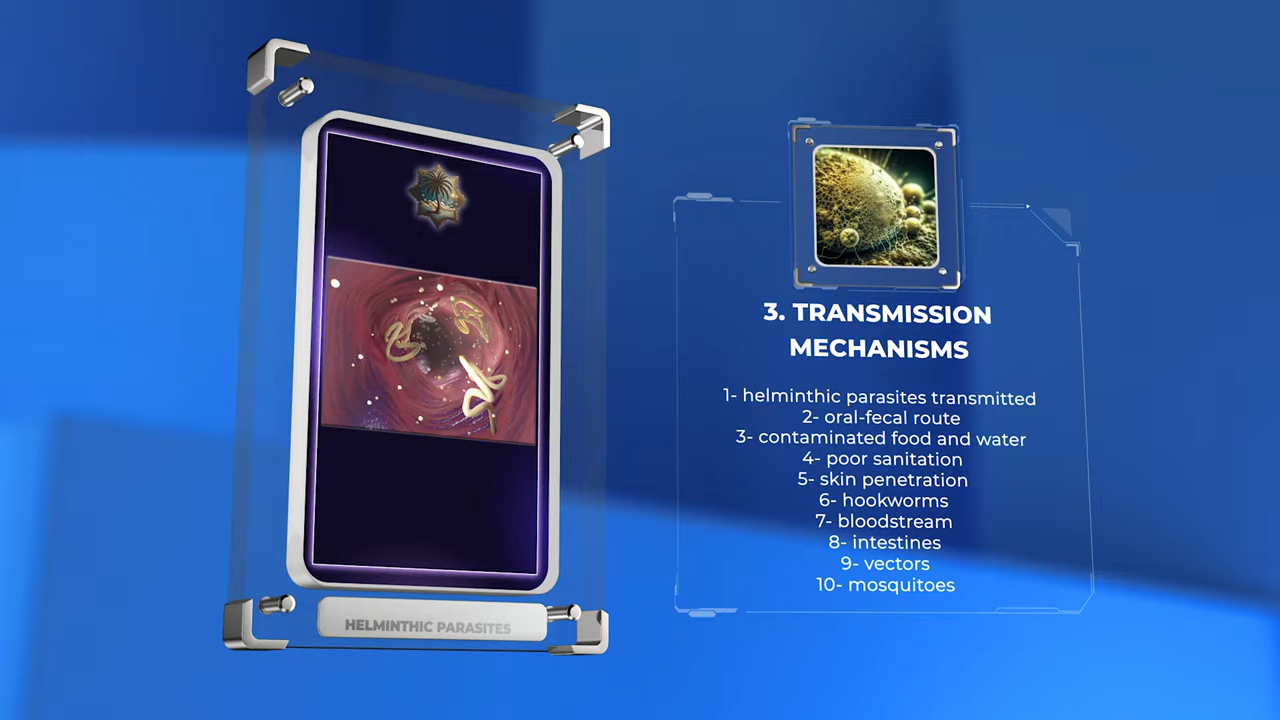 3. TRANSMISSION
MECHANISMS
1- helminthic parasites transmitted
2- oral-fecal route
3- contaminated food and water
4- poor sanitation
5- skin penetration
6- hookworms
7- bloodstream
8- intestines
9- vectors
10- mosquitoes
HELMINTHIC PARASITES